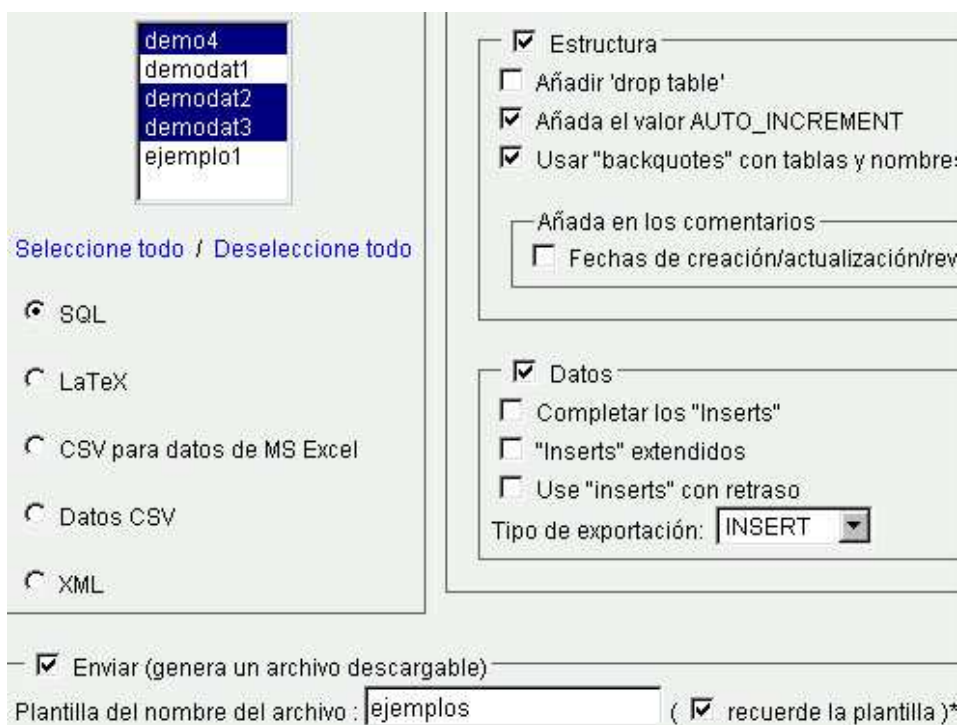 demo4
demodat1
demodat2
demodat3
ejemplo1
Seleccione todo / Deseleccione todo
SQL
LaTeX
CSV para datos de MS Excel
Datos CSV
XML
Estructura
Añadir 'drop table'
Añada el valor AUTO_INCREMENT
Usar "backquotes" con tablas y nombres
Añada en los comentarios
Fechas de creación/actualización/rev
Datos
Completar los "Inserts"
"Inserts" extendidos
Use "inserts" con retraso
Tipo de exportación: INSERT
Enviar (genera un archivo descargable)
Plantilla del nombre del archivo : ejemplos ( recuerde la plantilla )*